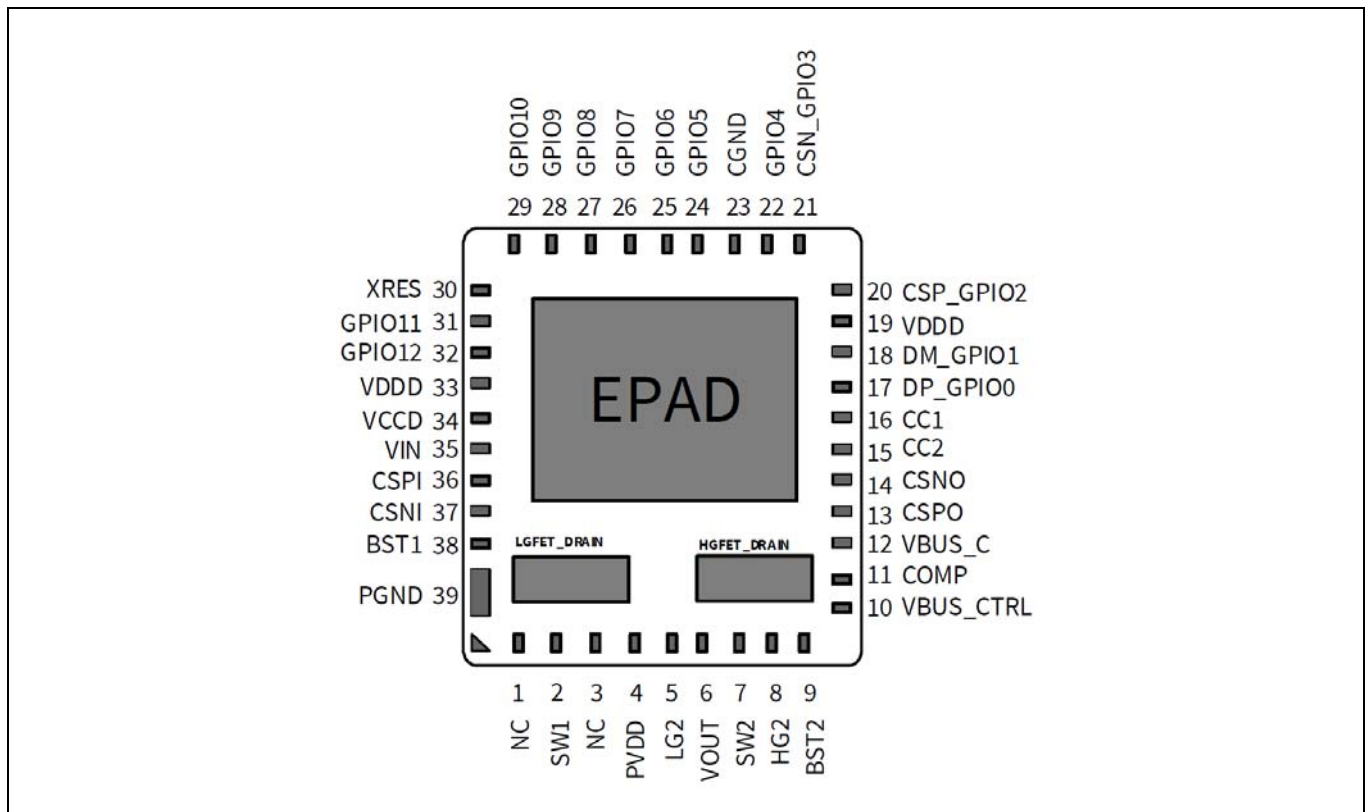 GPIO10
GPIO9
GPIO8
GPIO7
GPIO6
GPIO5
CGND
GPIO4
CSN_GPIO3
29 28 27 26 25 24 23 22 21
XRES 30
GPIO11 31
GPIO12 32
VDDD 33
VCCD 34
VIN 35
CSPI 36
CSNI 37
BST1 38
PGND 39
EPAD
LGFET_DRAIN
HGFET_DRAIN
20 CSP_GPIO2
19 VDDD
18 DM_GPIO1
17 DP_GPIO0
16 CC1
15 CC2
14 CSNO
13 CSPO
12 VBUS_C
11 COMP
10 VBUS_CTRL
1 2 3 4 5 6 7 8 9
NC
SW1
NC
PVDD
LG2
VOUT
SW2
HG2
BST2